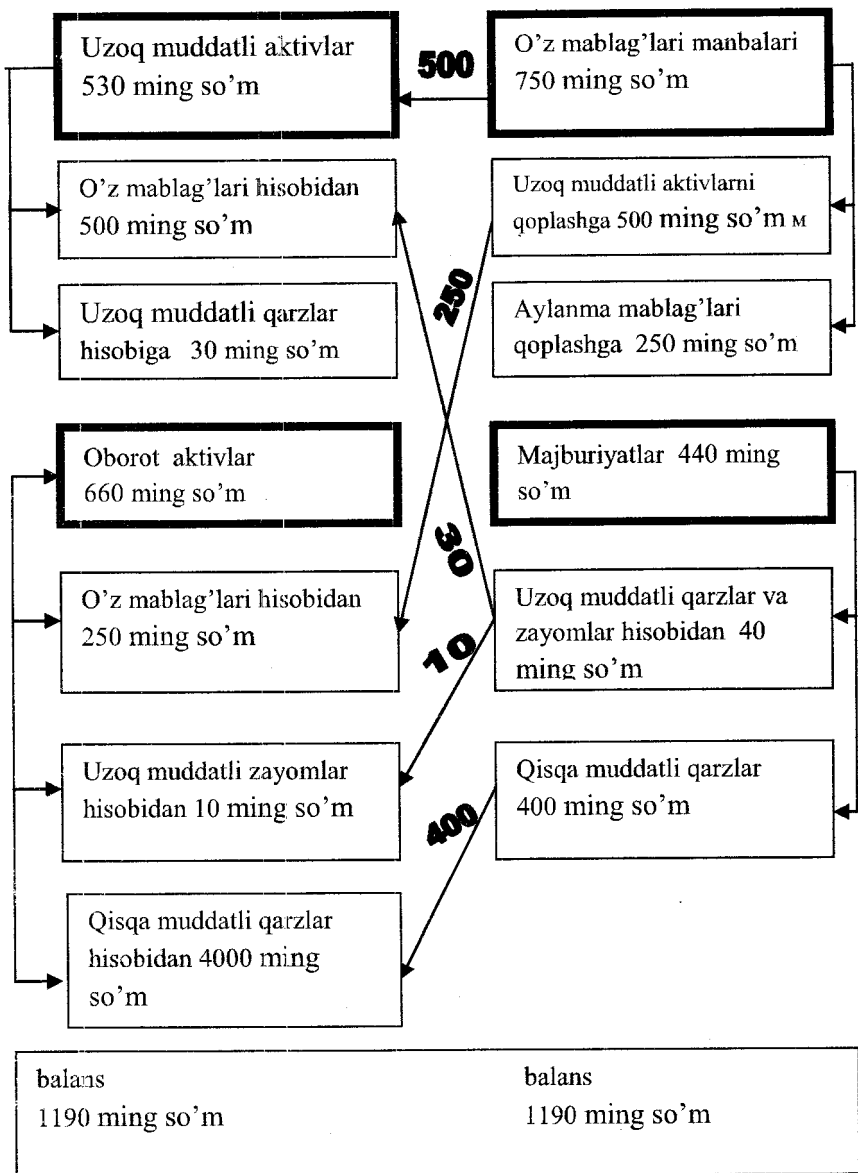 Uzoq muddatli aktivlar
530 ming so’m
500
O’z mablag’lari manbalari
750 ming so’m
O’z mablag’lari hisobidan
500 ming so’m
Uzoq muddatli aktivlarni
qoplashga 500 ming so’m м
250
Uzoq muddatli qarzlar
hisobiga 30 ming so’m
Aylanma mablag’lari
qoplashga 250 ming so’m
Oborot aktivlar
660 ming so’m
Majburiyatlar 440 ming
so’m
30
O’z mablag’lari hisobidan
250 ming so’m
10
Uzoq muddatli qarzlar va
zayomlar hisobidan 40
ming so’m
Uzoq muddatli zayomlar
hisobidan 10 ming so’m
400
Qisqa muddatli qarzlar
400 ming so’m
Qisqa muddatli qarzlar
hisobidan 4000 ming
so’m
balans
1190 ming so’m
balans
1190 ming so’m